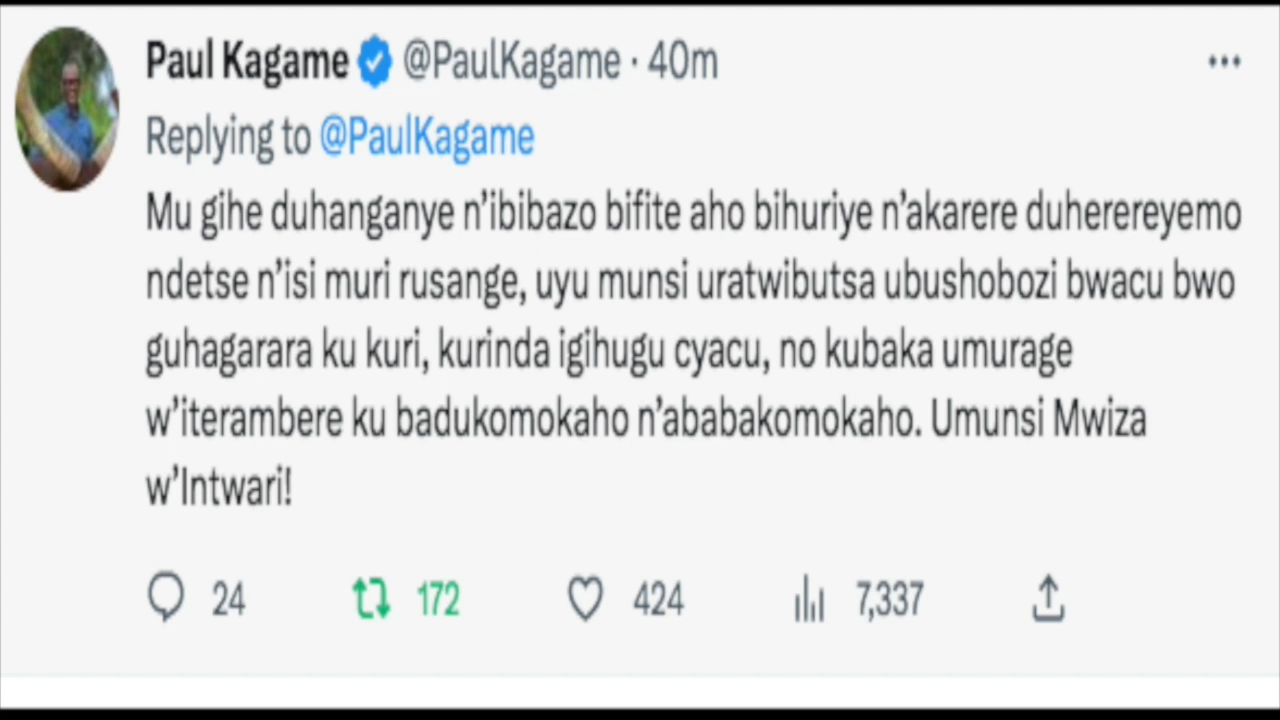 Paul Kagame @PaulKagame · 40m
Replying to @PaulKagame
Mu gihe duhanganye n’ibibazo bifite aho bihuriye n’akarere duherereyemo
ndetse n’isi muri rusange, uyu munsi uratwibutsa ubushobozi bwacu bwo
guhagarara ku kuri, kurinda igihugu cyacu, no kubaka umurage
w’iterambere ku badukomokaho n’ababakomokaho. Umunsi Mwiza
w’Intwari!
24 172 424 7,337